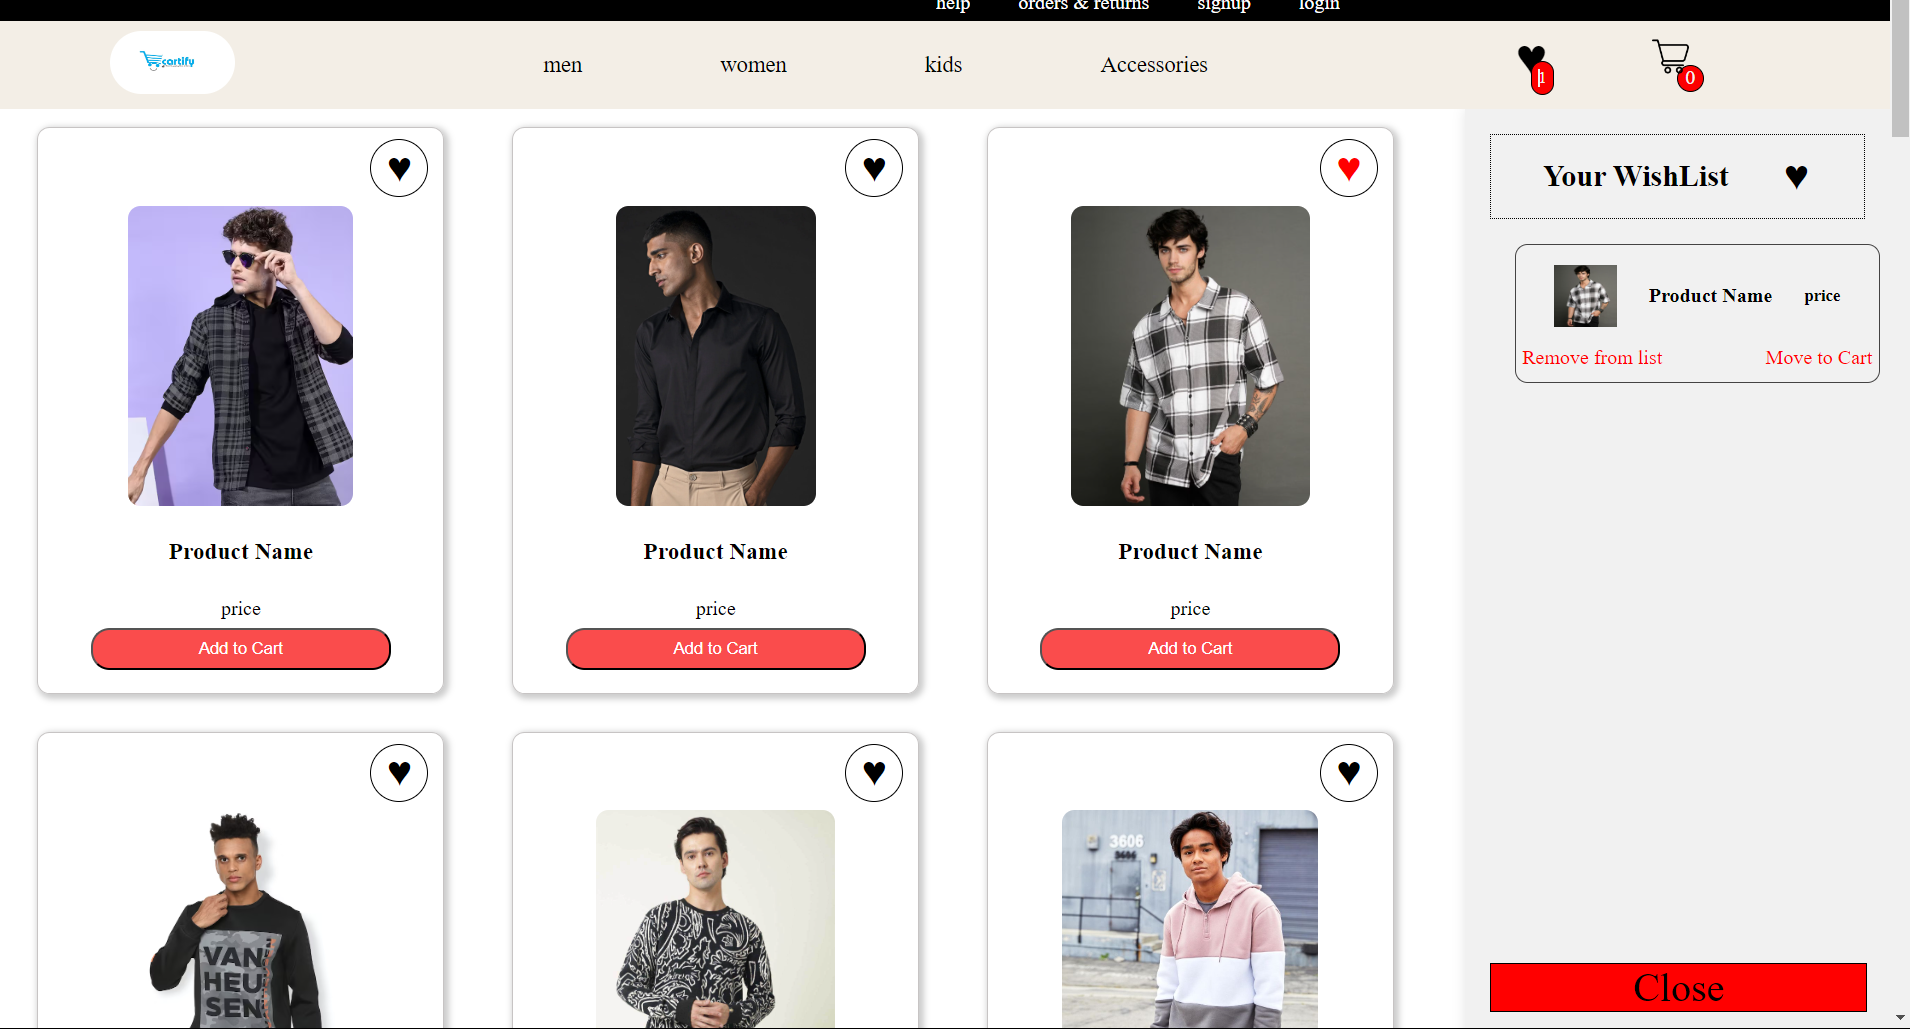 help orders & returns signup login
cartify men women kids Accessories 1 0
Your WishList
Product Name price
Remove from list Move to Cart
Product Name Product Name Product Name
price price price
Add to Cart Add to Cart Add to Cart
3606
VAN
HEU
SEN
Close